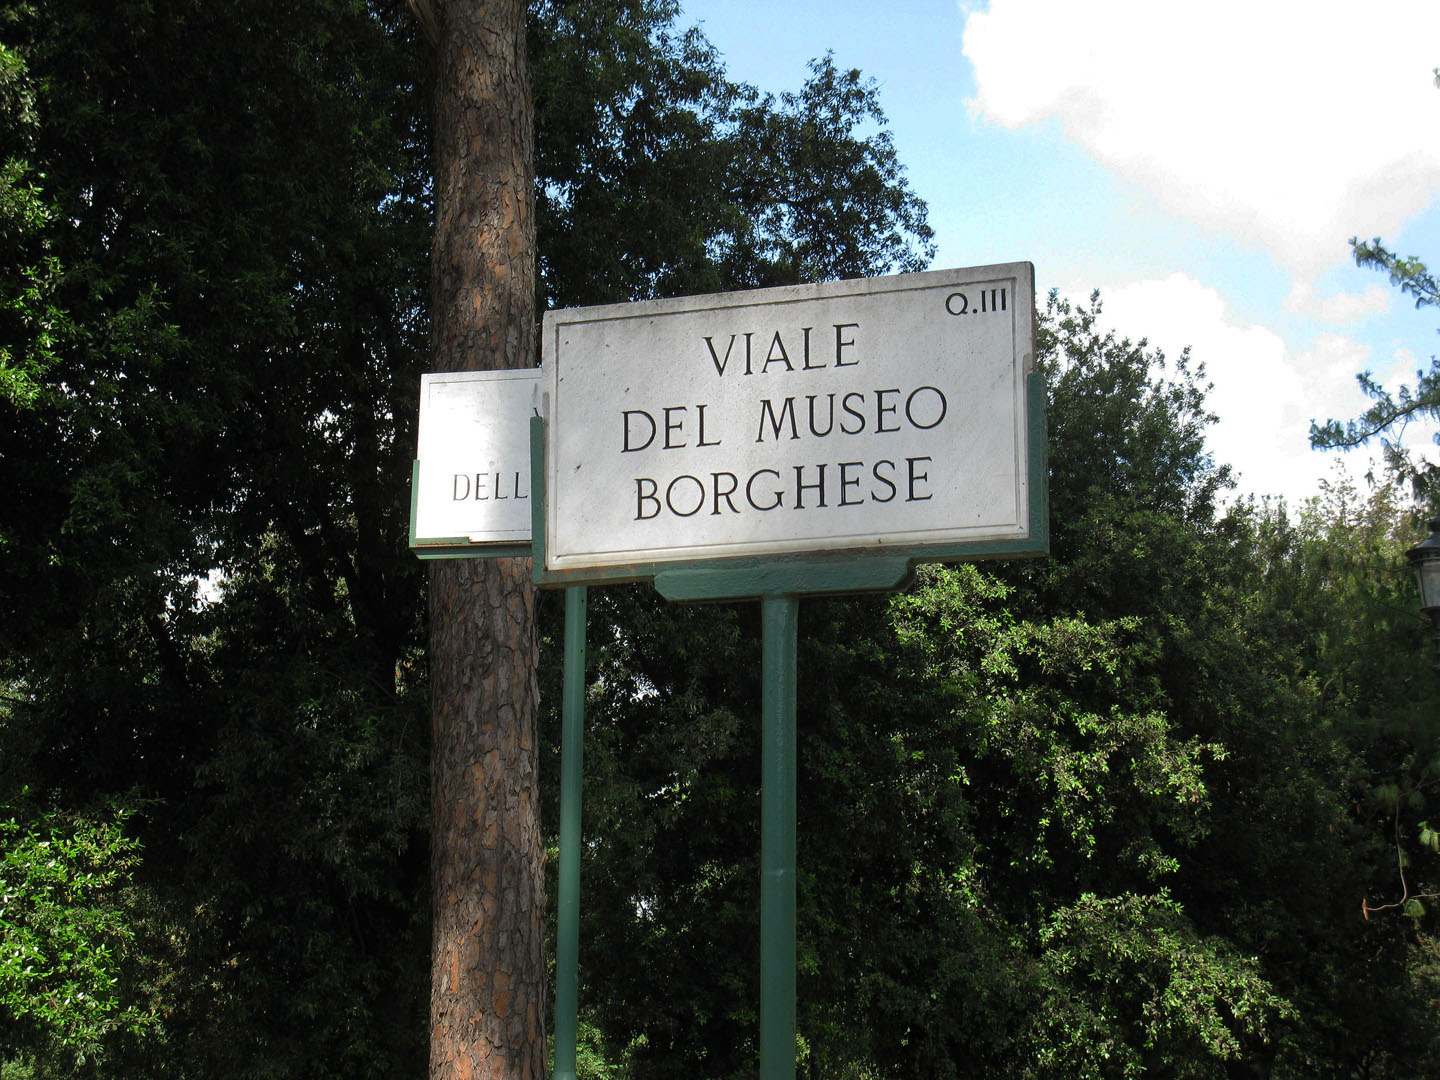 Q.III
VIALE
DEL MUSEO
BORGHESE
DELL